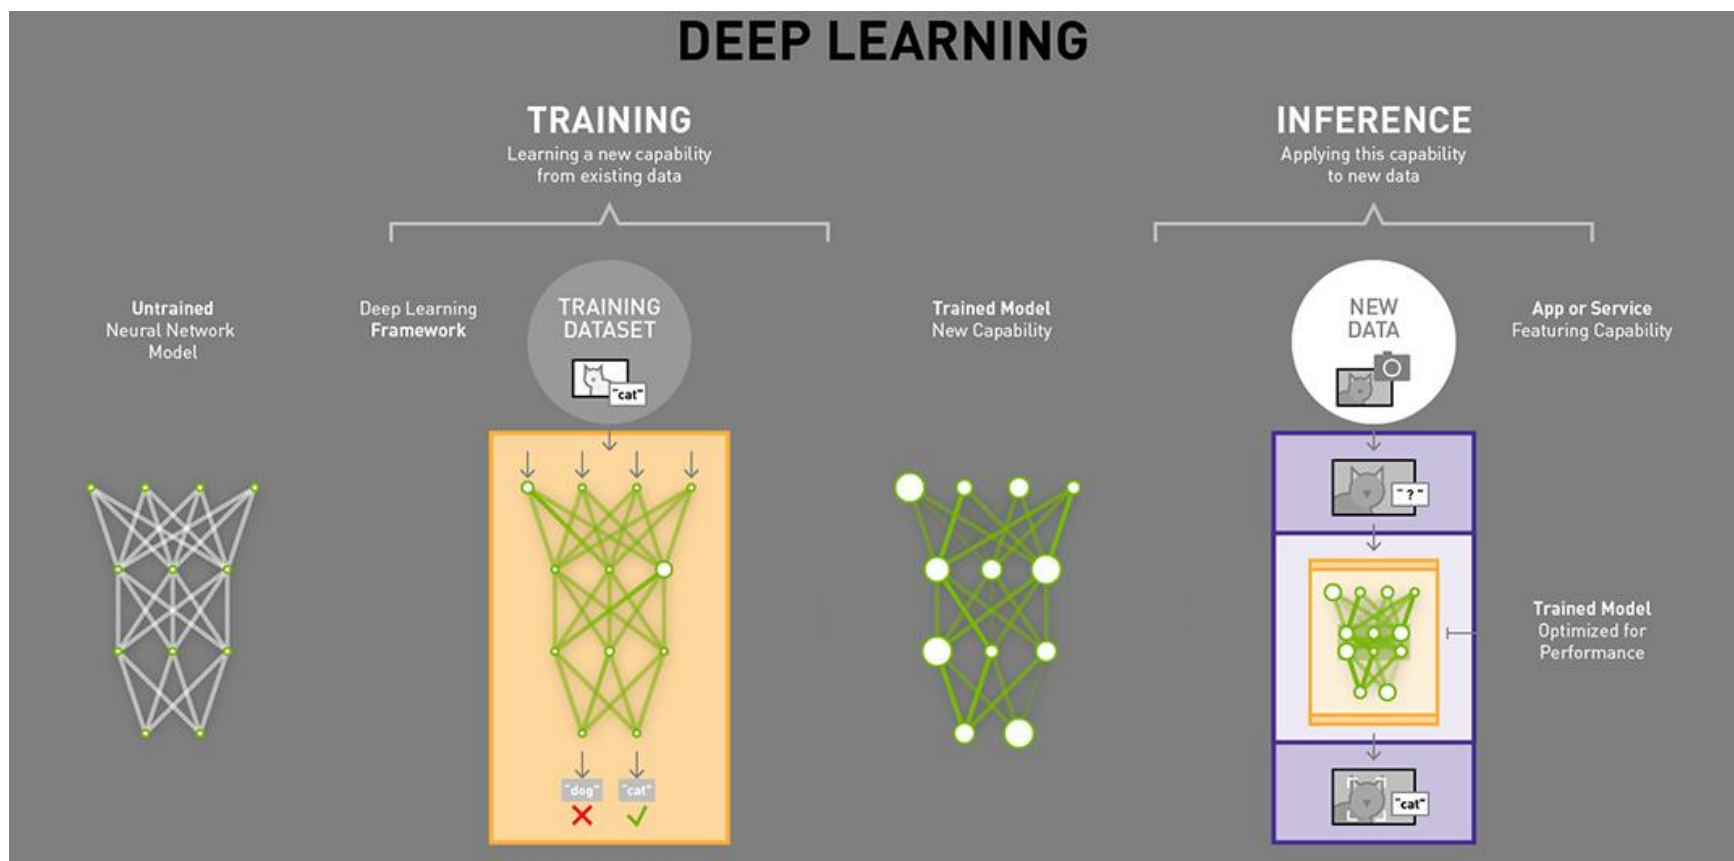 DEEP LEARNING
TRAINING
Learning a new capability
from existing data
INFERENCE
Applying this capability
to new data
Untrained
Neural Network
Model
Deep Learning
Framework
TRAINING
DATASET
"cat"
Trained Model
New Capability
NEW
DATA
App or Service
Featuring Capability
"?"
Trained Model
Optimized for
Performance
"dog"
"cat"
"cat"